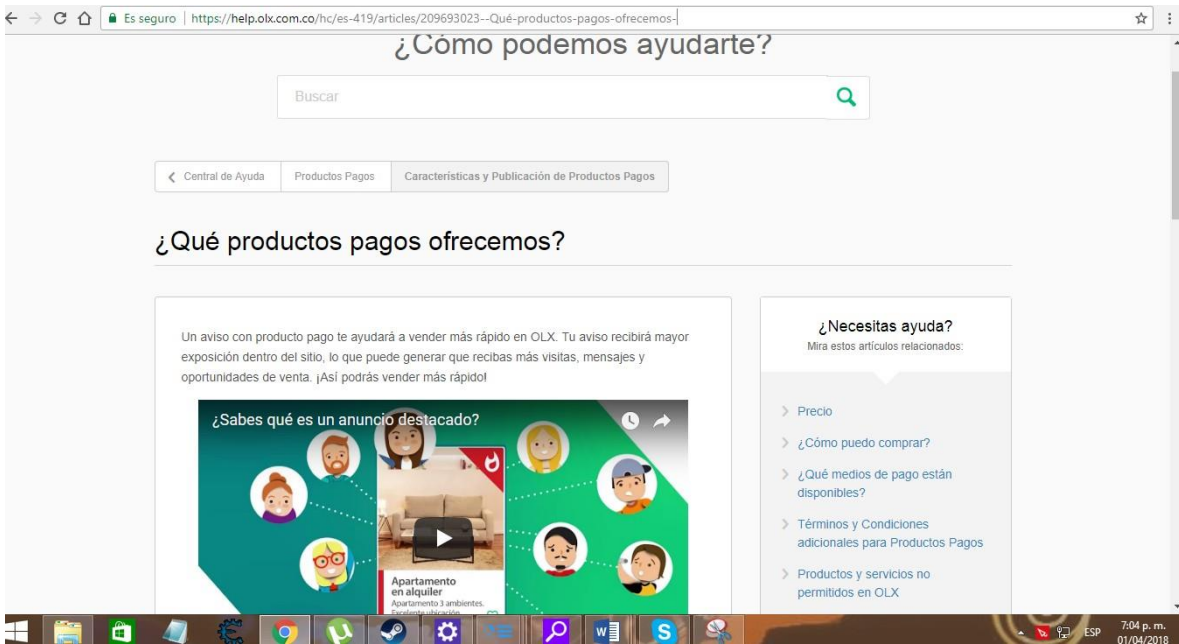 Es seguro | https://help.olx.com.co/hc/es-419/articles/209693023--Qué-productos-pagos-ofrecemos-
¿Cómo podemos ayudarte?
Buscar
Central de Ayuda
Productos Pagos
Características y Publicación de Productos Pagos
¿Qué productos pagos ofrecemos?
Un aviso con producto pago te ayudará a vender más rápido en OLX. Tu aviso recibirá mayor
exposición dentro del sitio, lo que puede generar que recibas más visitas, mensajes y
oportunidades de venta. ¡Así podrás vender más rápido!
¿Sabes qué es un anuncio destacado?
Apartamento
en alquiler
Apartamento 3 ambientes.
Excelente ubicación
¿Necesitas ayuda?
Mira estos artículos relacionados:
Precio
¿Cómo puedo comprar?
¿Qué medios de pago están
disponibles?
Términos y Condiciones
adicionales para Productos Pagos
Productos y servicios no
permitidos en OLX
ESP
7:04 p. m.
01/04/2018